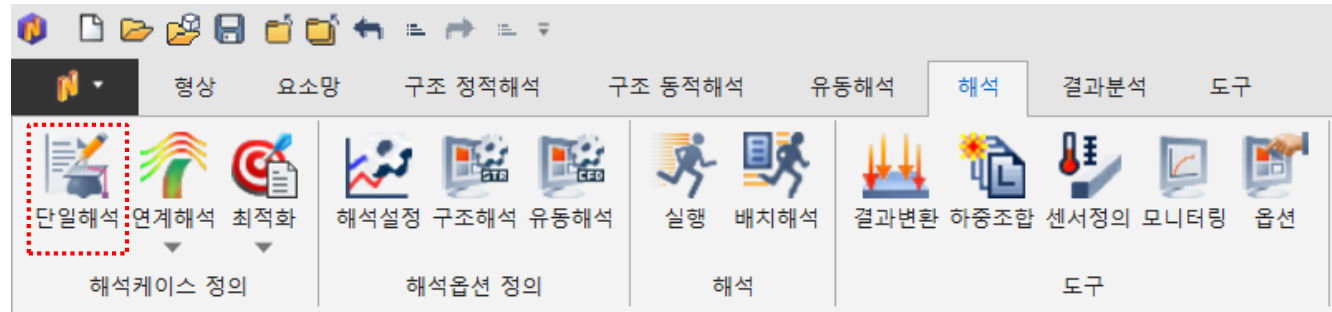 형상 요소망 구조 정적해석 구조 동적해석 유동해석 해석 결과분석 도구
STR CFD
단일해석 연계해석 최적화 해석설정 구조해석 유동해석 실행 배치해석 결과변환 하중조합 센서정의 모니터링 옵션
해석케이스 정의 해석옵션 정의 해석 도구